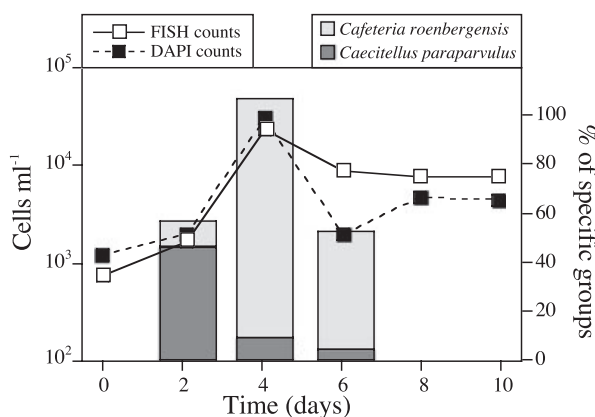 FISH counts
DAPI counts
Cafeteria roenbergensis
Caecitellus paraparvulus
10⁵
10⁴
10³
10²
Cells ml⁻¹
100
80
60
40
20
0
% of specific groups
0 2 4 6 8 10
Time (days)